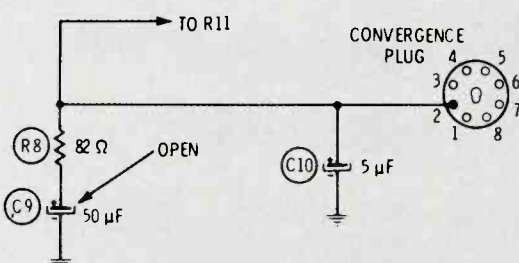 TO R11
CONVERGENCE
PLUG
4 5
3 6
2 7
1 8
R8 82 Ω OPEN
C10 5 µF
C9 50 µF